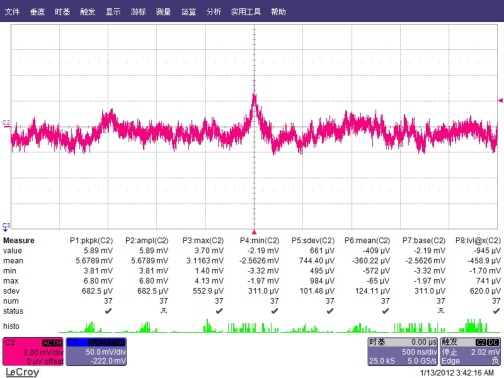 文件 垂直 时基 触发 显示 游标 测量 运算 分析 实用工具 帮助
C2
C3
Measure P1:pkpk(C2) P2:ampl(C2) P3:max(C2) P4:min(C2) P5:sdev(C2) P6:mean(C2) P7:base(C2) P8:lvl@x(C2)
value 5.89 mV 5.89 mV 3.70 mV -2.19 mV 661 µV -409 µV -2.19 mV -945 µV
mean 5.6789 mV 5.6789 mV 3.1163 mV -2.5626 mV 744.40 µV -360.22 µV -2.5626 mV -458.9 µV
min 3.81 mV 3.81 mV 1.40 mV -3.32 mV 495 µV -572 µV -3.32 mV -1.70 mV
max 6.80 mV 6.80 mV 4.13 mV -1.97 mV 984 µV -65 µV -1.97 mV 741 µV
sdev 682.5 µV 682.5 µV 552.9 µV 311.0 µV 101.48 µV 124.11 µV 311.0 µV 620.0 µV
num 37 37 37 37 37 37 37 37
status
histo
C2 AC1M
2.00 mV/div
0 µV offset
50.0 mV/div
-222.0 mV
时基 0.00 µs
500 ns/div
25.0 kS 5.0 GS/s
触发 C2 DC
停止 2.02 mV
Edge 负
LeCroy
1/13/2012 3:42:16 AM